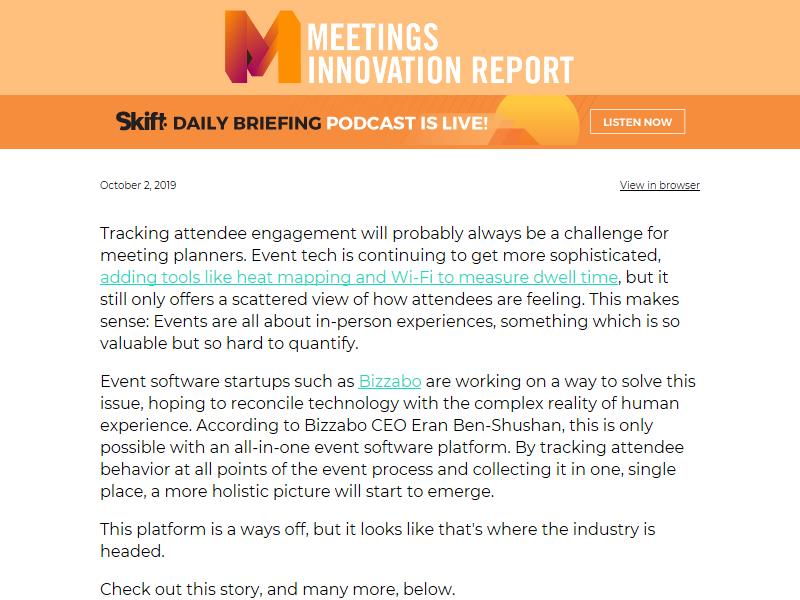 MEETINGS
INNOVATION REPORT
Skift: DAILY BRIEFING PODCAST IS LIVE!
LISTEN NOW
October 2, 2019
View in browser
Tracking attendee engagement will probably always be a challenge for
meeting planners. Event tech is continuing to get more sophisticated,
adding tools like heat mapping and Wi-Fi to measure dwell time, but it
still only offers a scattered view of how attendees are feeling. This makes
sense: Events are all about in-person experiences, something which is so
valuable but so hard to quantify.
Event software startups such as Bizzabo are working on a way to solve this
issue, hoping to reconcile technology with the complex reality of human
experience. According to Bizzabo CEO Eran Ben-Shushan, this is only
possible with an all-in-one event software platform. By tracking attendee
behavior at all points of the event process and collecting it in one, single
place, a more holistic picture will start to emerge.
This platform is a ways off, but it looks like that's where the industry is
headed.
Check out this story, and many more, below.